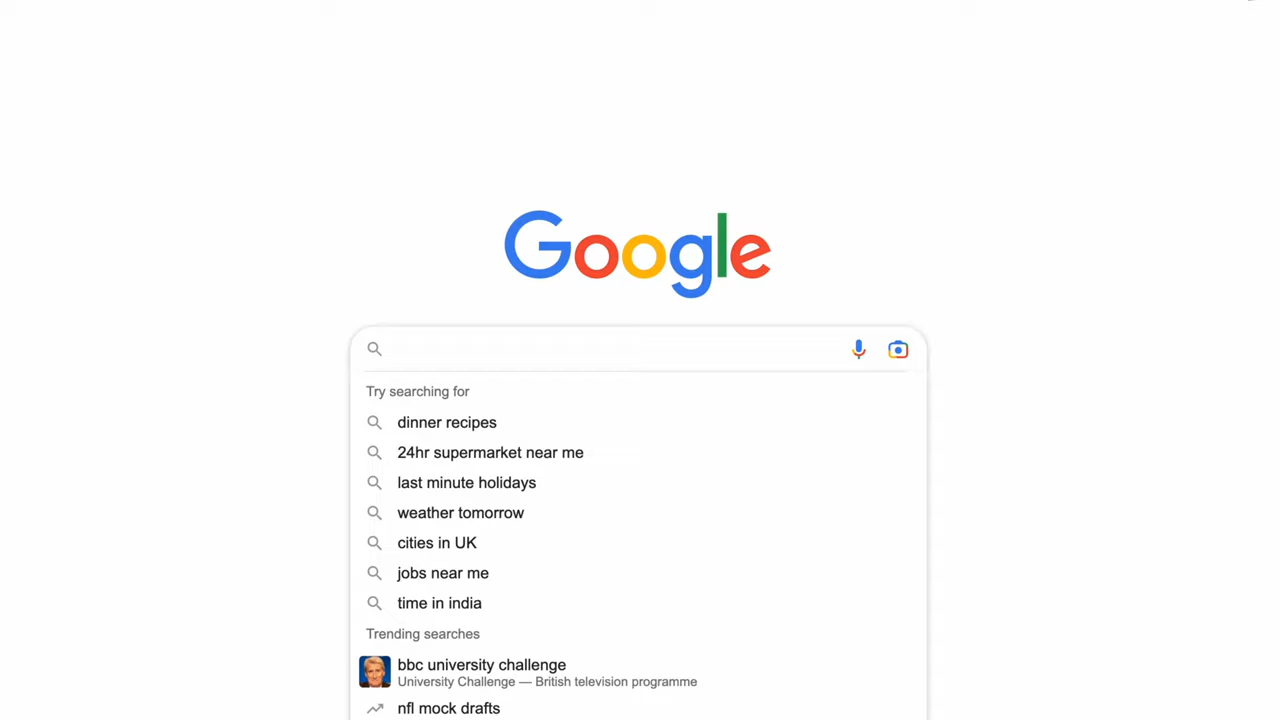 Google
Try searching for
dinner recipes
24hr supermarket near me
last minute holidays
weather tomorrow
cities in UK
jobs near me
time in india
Trending searches
bbc university challenge
University Challenge — British television programme
nfl mock drafts